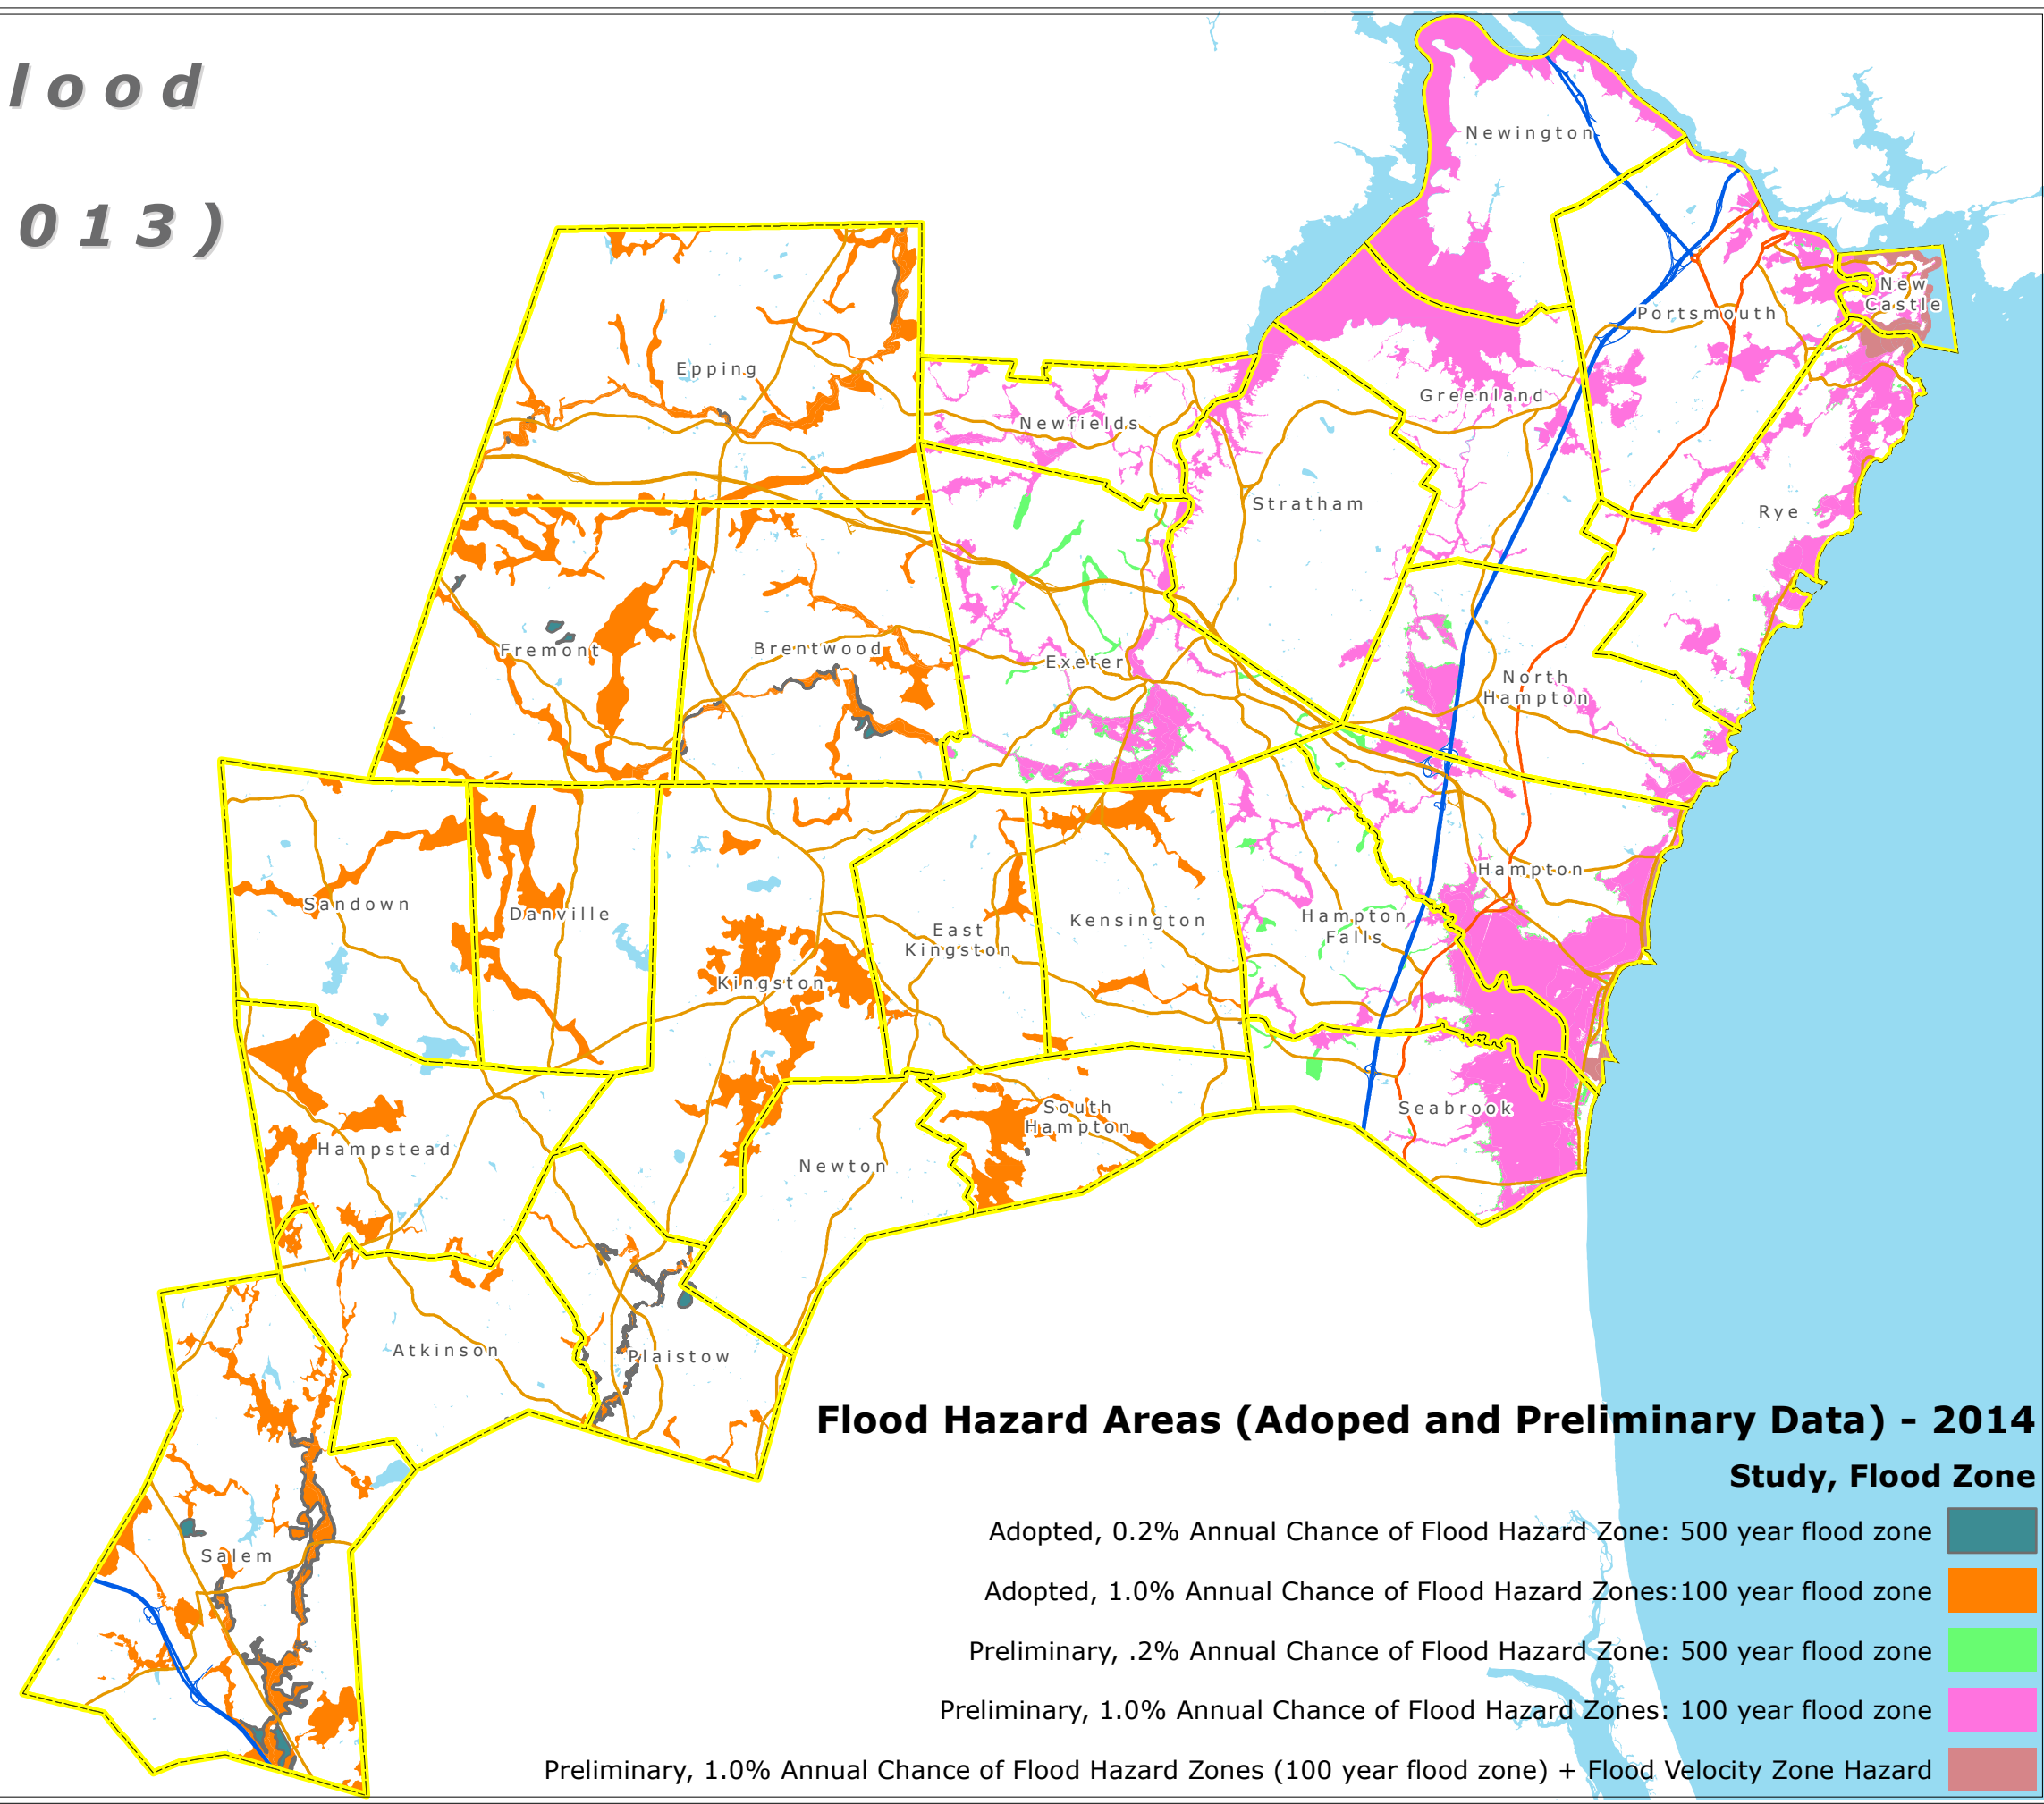 lood
013)
Newington
New
Castle
Portsmouth
Epping
Greenland
Newfields
Stratham
Rye
Fremont
Brentwood
Exeter
North
Hampton
Hampton
Sandown
Danville
Hampton
Falls
Kensington
East
Kingston
Kingston
South
Hampton
Seabrook
Hampstead
Newton
Atkinson
Plaistow
Salem
Flood Hazard Areas (Adoped and Preliminary Data) - 2014
Study, Flood Zone
Adopted, 0.2% Annual Chance of Flood Hazard Zone: 500 year flood zone
Adopted, 1.0% Annual Chance of Flood Hazard Zones:100 year flood zone
Preliminary, .2% Annual Chance of Flood Hazard Zone: 500 year flood zone
Preliminary, 1.0% Annual Chance of Flood Hazard Zones: 100 year flood zone
Preliminary, 1.0% Annual Chance of Flood Hazard Zones (100 year flood zone) + Flood Velocity Zone Hazard